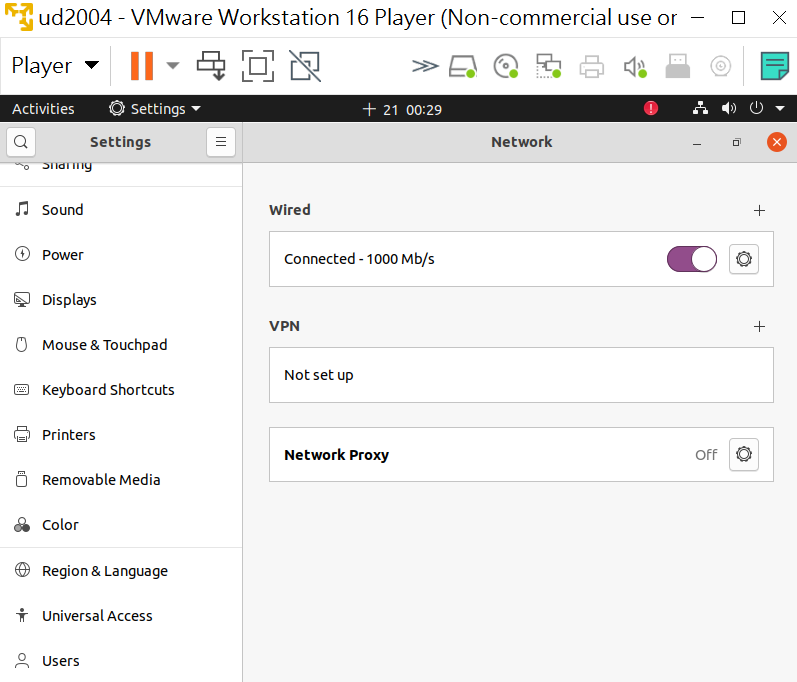 ud2004 - VMware Workstation 16 Player (Non-commercial use or
Player
Activities
Settings
十 21 00:29
Settings
Network
Sharing
Sound
Power
Displays
Mouse & Touchpad
Keyboard Shortcuts
Printers
Removable Media
Color
Region & Language
Universal Access
Users
Wired
Connected - 1000 Mb/s
VPN
Not set up
Network Proxy
Off